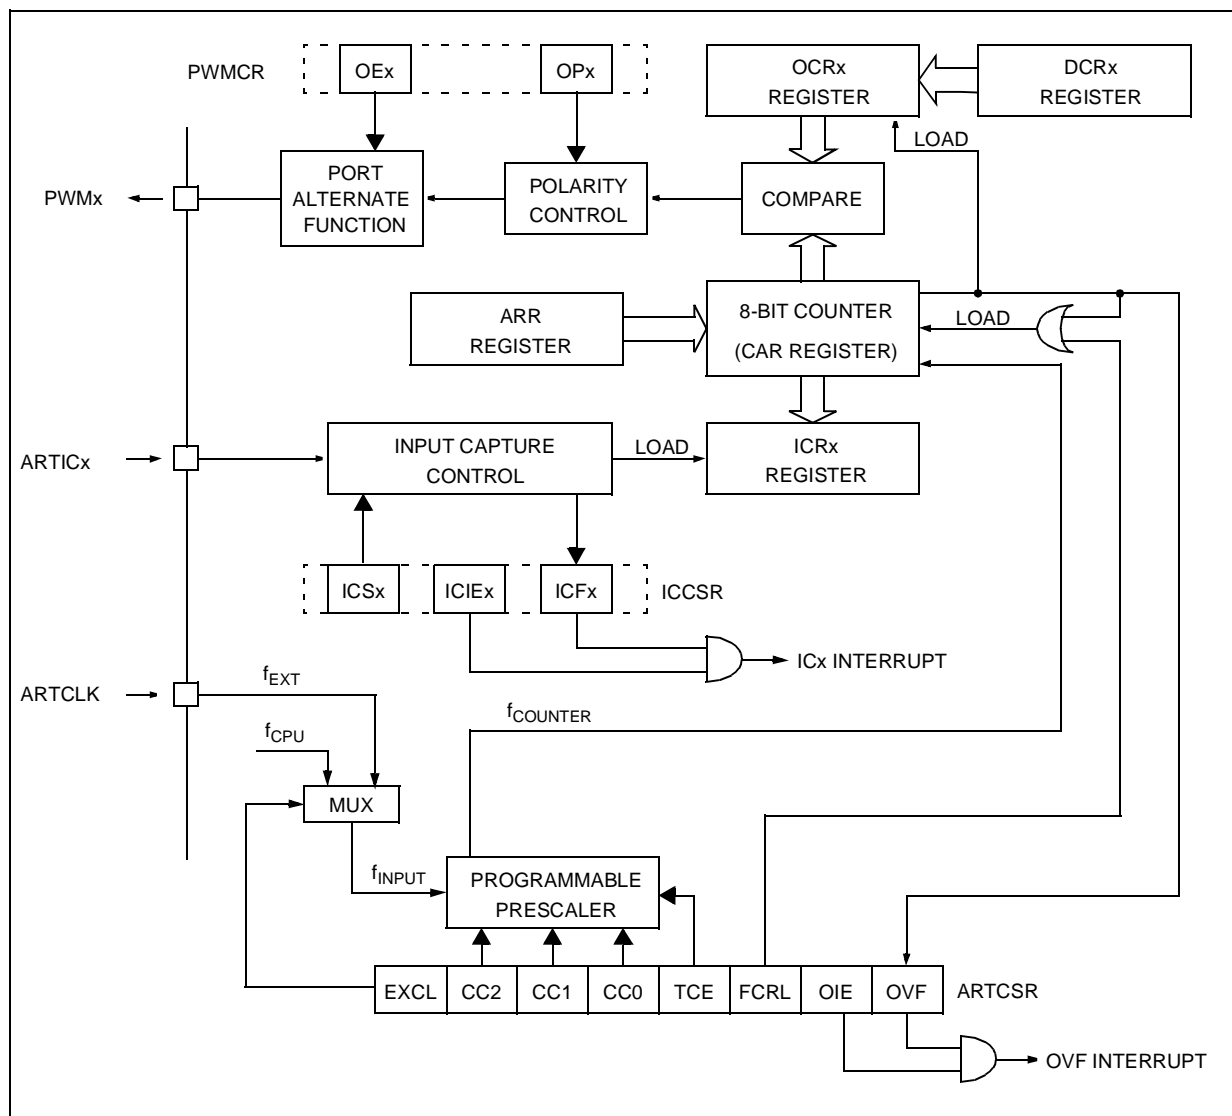 PWMCR
OEx
OPx
OCRx
REGISTER
DCRx
REGISTER
LOAD
PWMx
PORT
ALTERNATE
FUNCTION
POLARITY
CONTROL
COMPARE
ARR
REGISTER
8-BIT COUNTER
(CAR REGISTER)
LOAD
ARTICx
INPUT CAPTURE
CONTROL
LOAD
ICRx
REGISTER
ICSx
ICIEx
ICFx
ICCSR
ICx INTERRUPT
ARTCLK
fEXT
fCOUNTER
fCPU
MUX
fINPUT
PROGRAMMABLE
PRESCALER
EXCL
CC2
CC1
CC0
TCE
FCRL
OIE
OVF
ARTCSR
OVF INTERRUPT